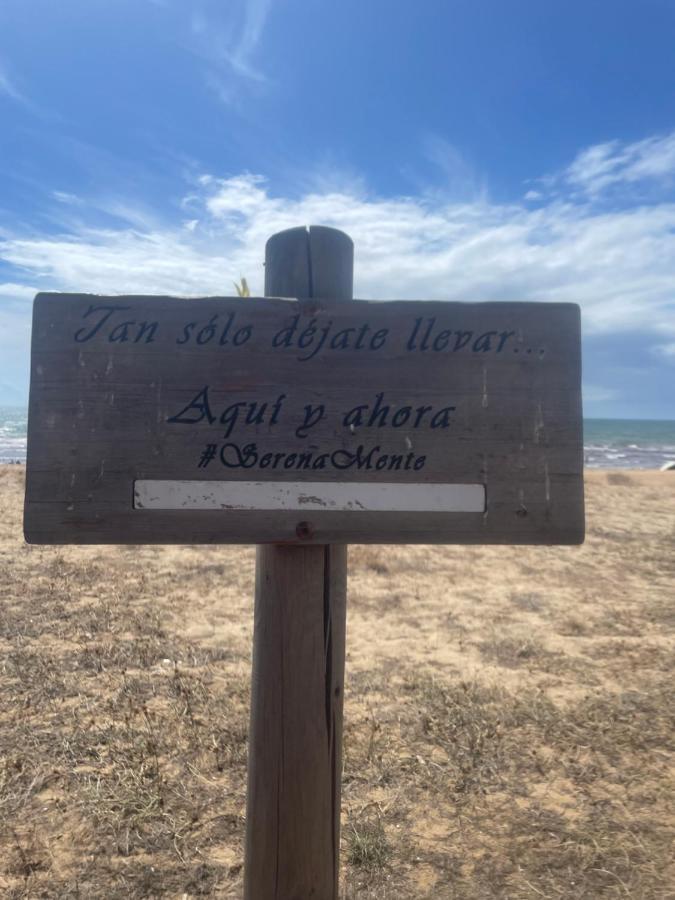 Tan sólo déjate llevar...
Aquí y ahora
#SerenaMente